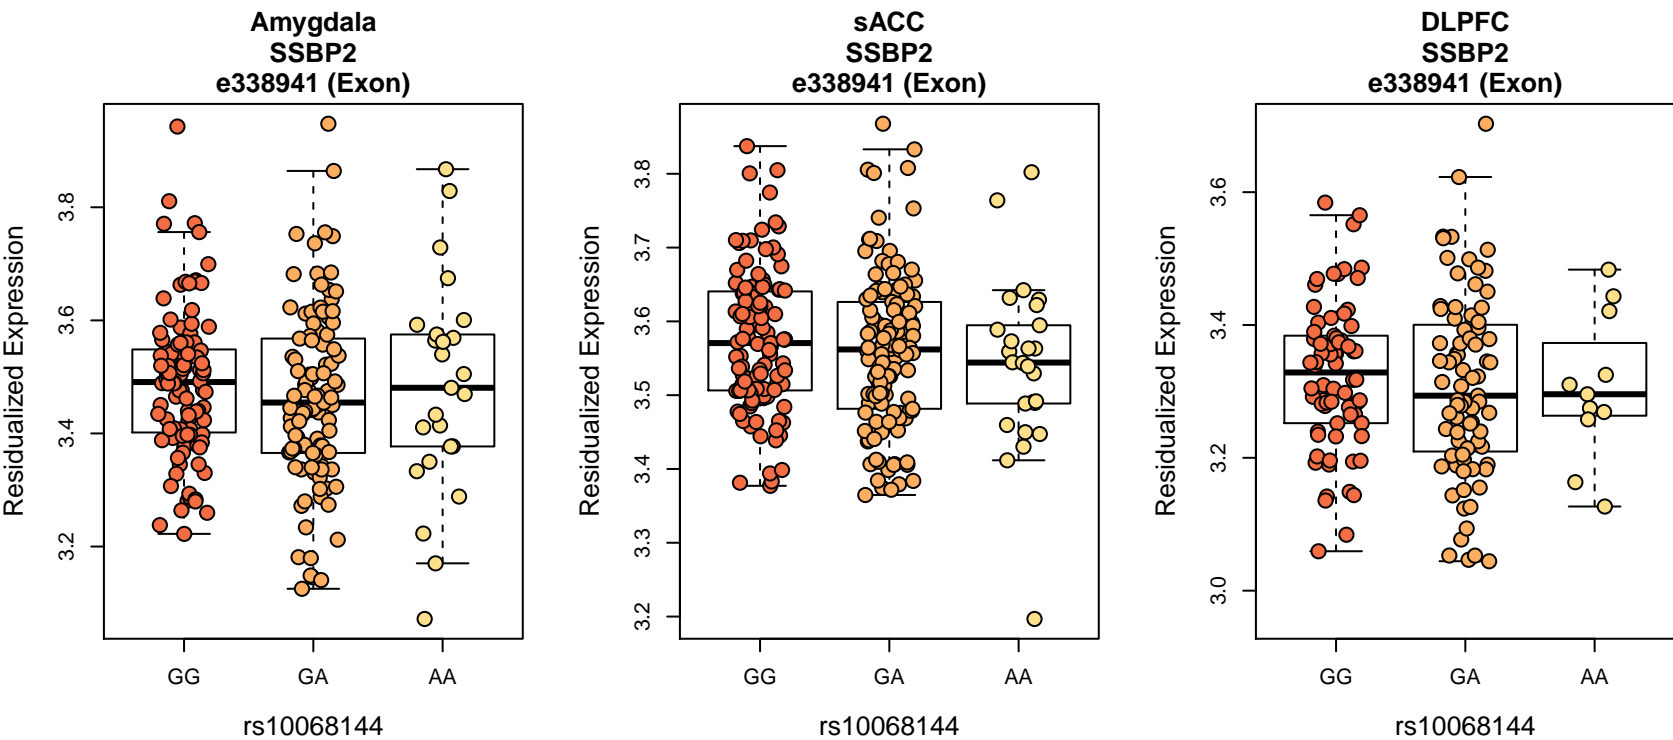 Amygdala
SSBP2
e338941 (Exon)
Residualized Expression
3.8
3.6
3.4
3.2
GG
GA
AA
rs10068144
sACC
SSBP2
e338941 (Exon)
Residualized Expression
3.8
3.7
3.6
3.5
3.4
3.3
3.2
GG
GA
AA
rs10068144
DLPFC
SSBP2
e338941 (Exon)
Residualized Expression
3.6
3.4
3.2
3.0
GG
GA
AA
rs10068144